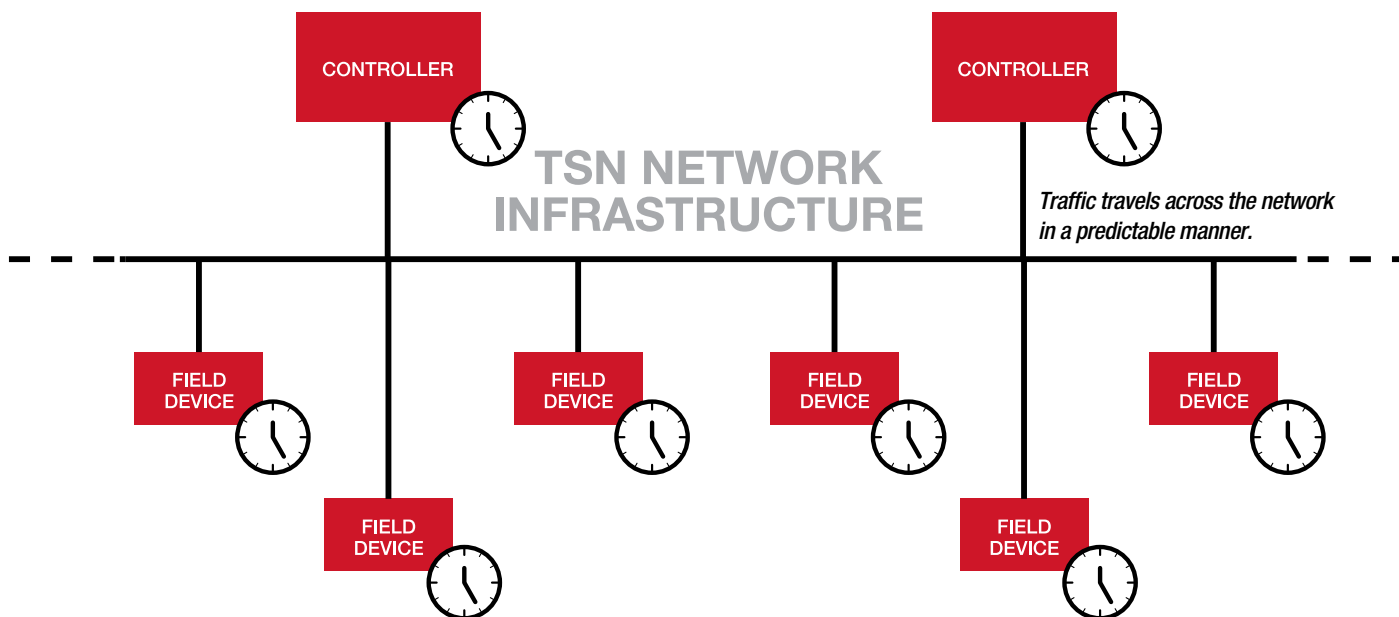 CONTROLLER
CONTROLLER
TSN NETWORK
INFRASTRUCTURE
Traffic travels across the network
in a predictable manner.
FIELD
DEVICE
FIELD
DEVICE
FIELD
DEVICE
FIELD
DEVICE
FIELD
DEVICE
FIELD
DEVICE